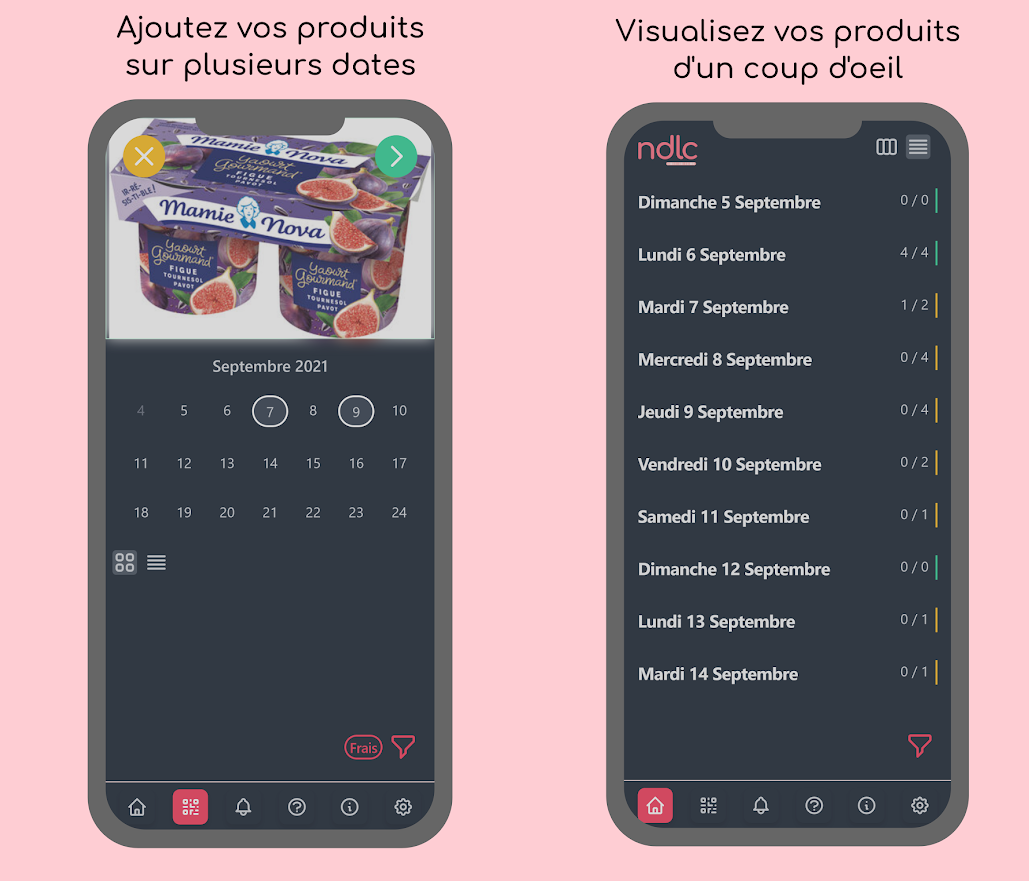 Ajoutez vos produits
sur plusieurs dates
Mamie Nova
Yaourt
Gourmand
FIGUE
TOURNESOL
PAVOT
IR-RÉ-
SIS-TI-BLE!
Mamie Nova
Yaourt
Gourmand
FIGUE
TOURNESOL
PAVOT
Yaourt
Gourmand
FIGUE
TOURNESOL
PAVOT
Septembre 2021
4 5 6 7 8 9 10
11 12 13 14 15 16 17
18 19 20 21 22 23 24
Frais
Visualisez vos produits
d'un coup d'oeil
ndlc
Dimanche 5 Septembre 0 / 0
Lundi 6 Septembre 4 / 4
Mardi 7 Septembre 1 / 2
Mercredi 8 Septembre 0 / 4
Jeudi 9 Septembre 0 / 4
Vendredi 10 Septembre 0 / 2
Samedi 11 Septembre 0 / 1
Dimanche 12 Septembre 0 / 0
Lundi 13 Septembre 0 / 1
Mardi 14 Septembre 0 / 1